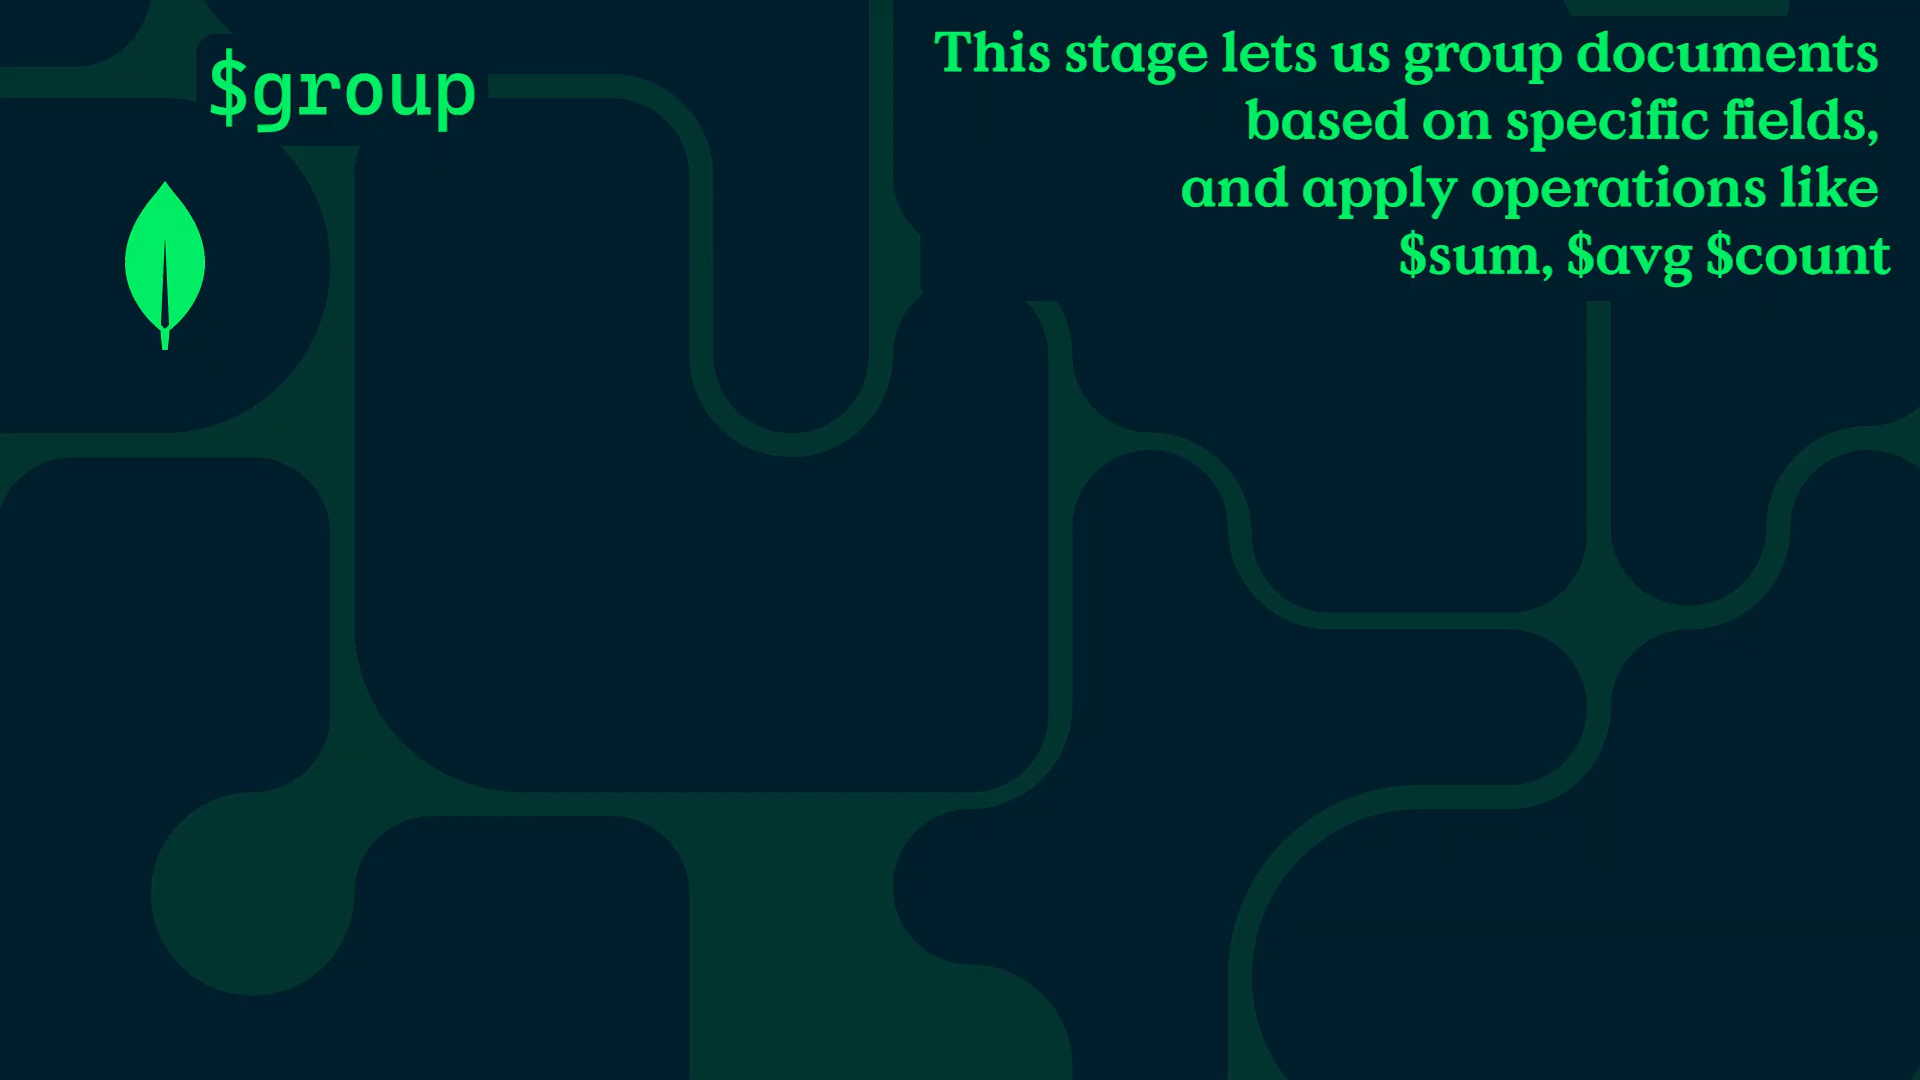 $group
This stage lets us group documents
based on specific fields,
and apply operations like
$sum, $avg $count